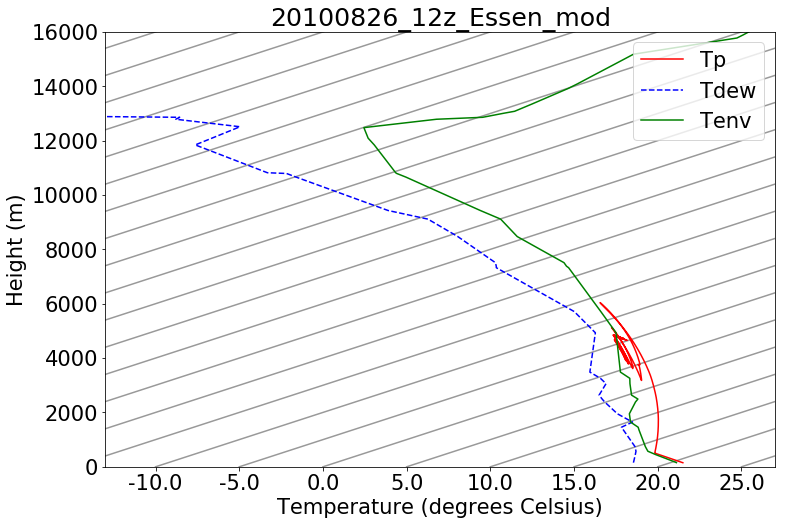 20100826_12z_Essen_mod
16000
14000
12000
10000
8000
6000
4000
2000
0
Height (m)
Tp
Tdew
Tenv
-10.0 -5.0 0.0 5.0 10.0 15.0 20.0 25.0
Temperature (degrees Celsius)